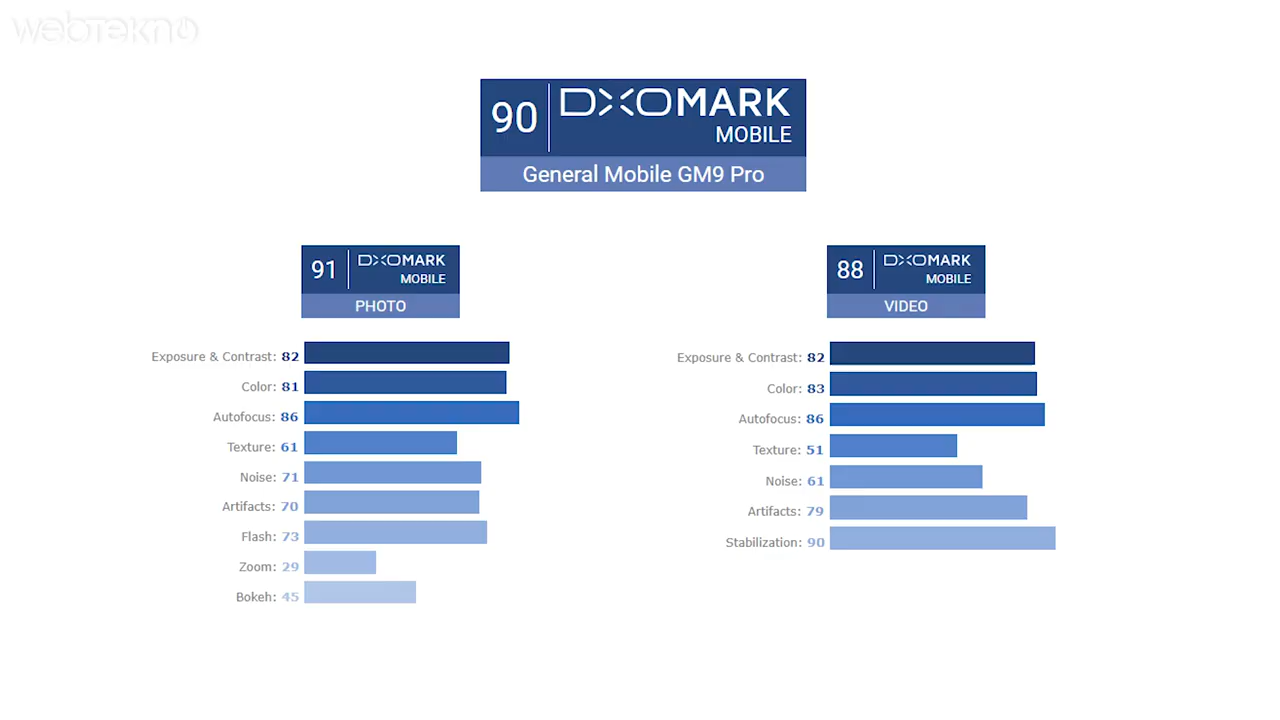 webtekno
90 DXOMARK
MOBILE
General Mobile GM9 Pro
91 DXOMARK
MOBILE
PHOTO
Exposure & Contrast: 82
Color: 81
Autofocus: 86
Texture: 61
Noise: 71
Artifacts: 70
Flash: 73
Zoom: 29
Bokeh: 45
88 DXOMARK
MOBILE
VIDEO
Exposure & Contrast: 82
Color: 83
Autofocus: 86
Texture: 51
Noise: 61
Artifacts: 79
Stabilization: 90